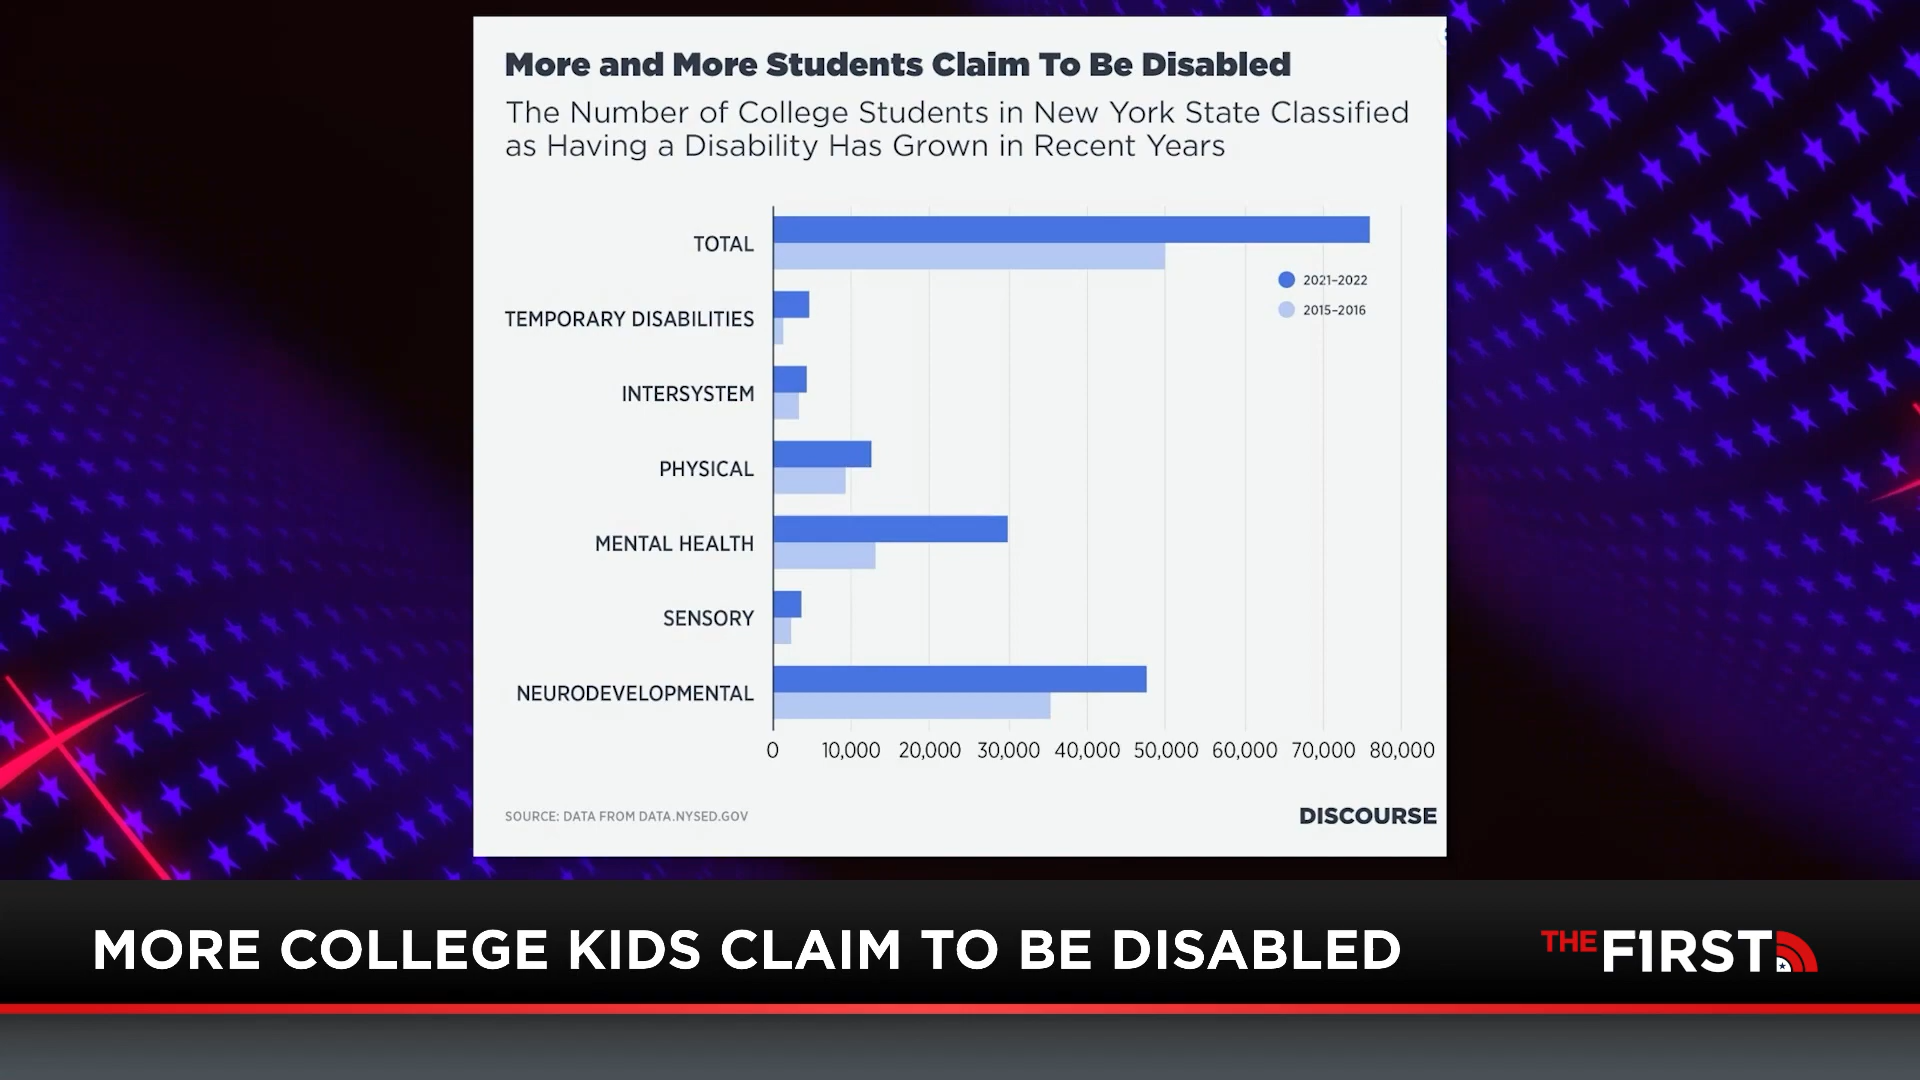 More and More Students Claim To Be Disabled
The Number of College Students in New York State Classified
as Having a Disability Has Grown in Recent Years
TOTAL
2021–2022
2015–2016
TEMPORARY DISABILITIES
INTERSYSTEM
PHYSICAL
MENTAL HEALTH
SENSORY
NEURODEVELOPMENTAL
0 10,000 20,000 30,000 40,000 50,000 60,000 70,000 80,000
SOURCE: DATA FROM DATA.NYSED.GOV
DISCOURSE
MORE COLLEGE KIDS CLAIM TO BE DISABLED
THE F1RST